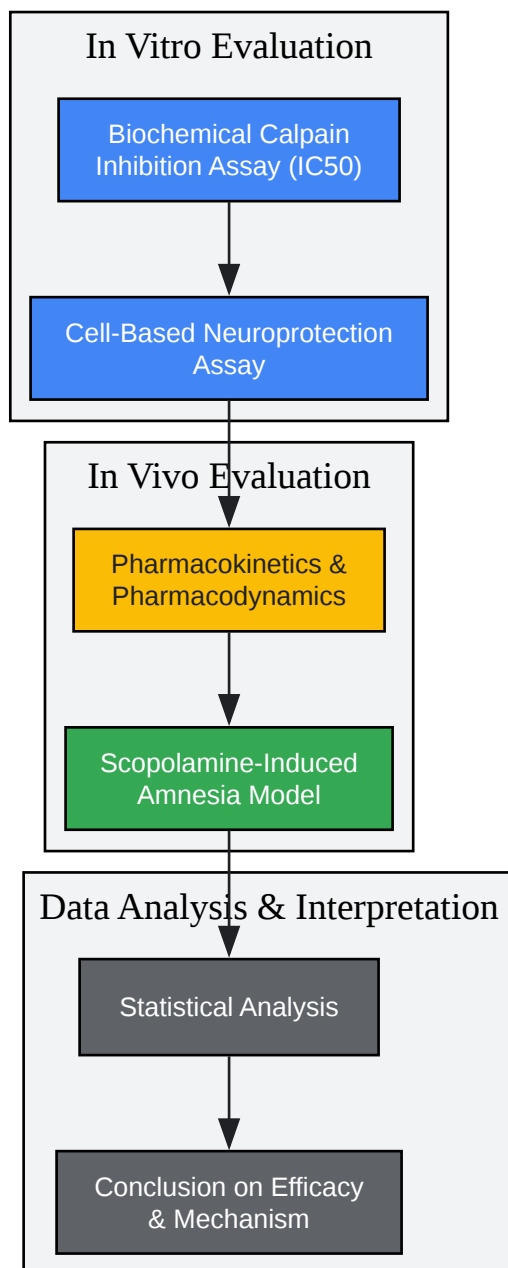 In Vitro Evaluation
Biochemical Calpain
Inhibition Assay (IC50)
Cell-Based Neuroprotection
Assay
In Vivo Evaluation
Pharmacokinetics &
Pharmacodynamics
Scopolamine-Induced
Amnesia Model
Data Analysis & Interpretation
Statistical Analysis
Conclusion on Efficacy
& Mechanism